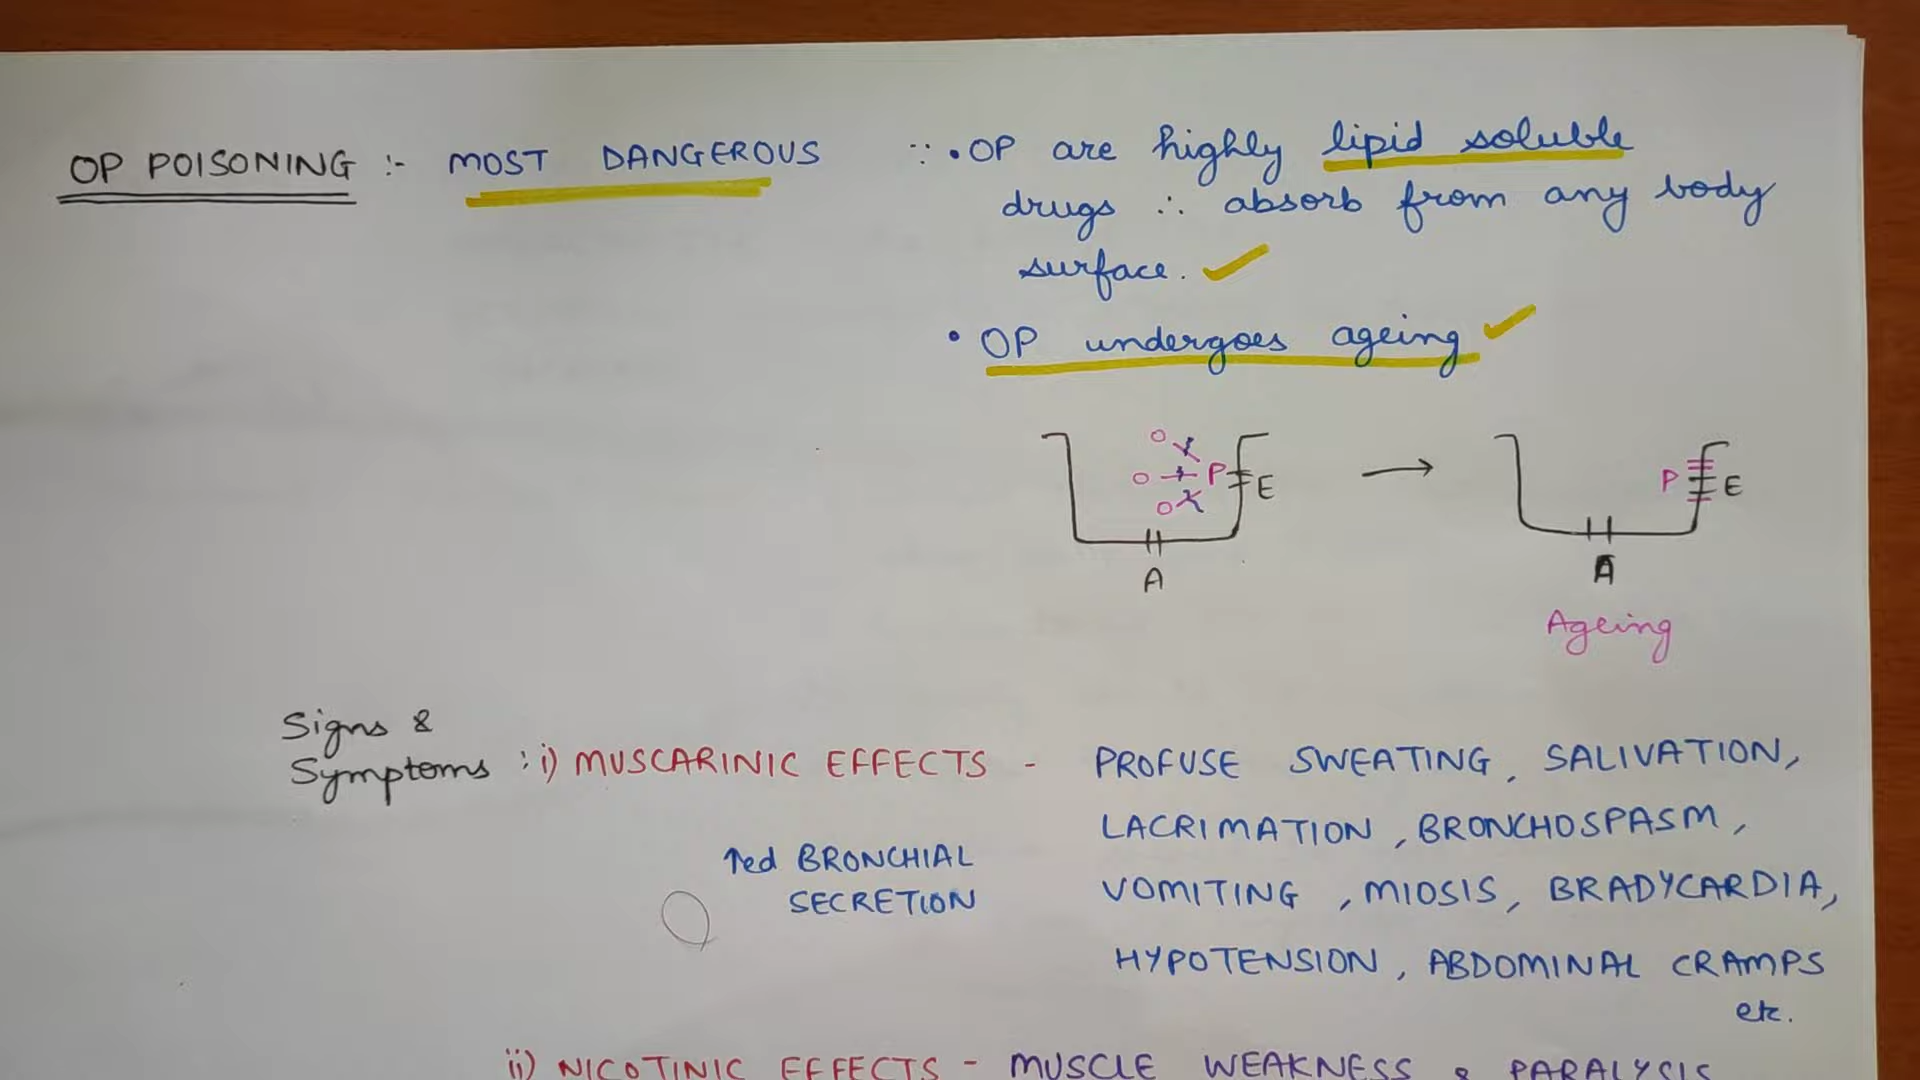 OP POISONING :- MOST DANGEROUS ∵ • OP are highly lipid soluble
drugs ∴ absorb from any body
surface.
• OP undergoes ageing
O
O P E
O
A
P E
A
Ageing
Signs &
Symptoms : i) MUSCARINIC EFFECTS - PROFUSE SWEATING, SALIVATION,
LACRIMATION, BRONCHOSPASM,
↑ed BRONCHIAL
SECRETION
VOMITING, MIOSIS, BRADYCARDIA,
HYPOTENSION, ABDOMINAL CRAMPS
etc.
ii) NICOTINIC EFFECTS - MUSCLE WEAKNESS & PARALYSIS